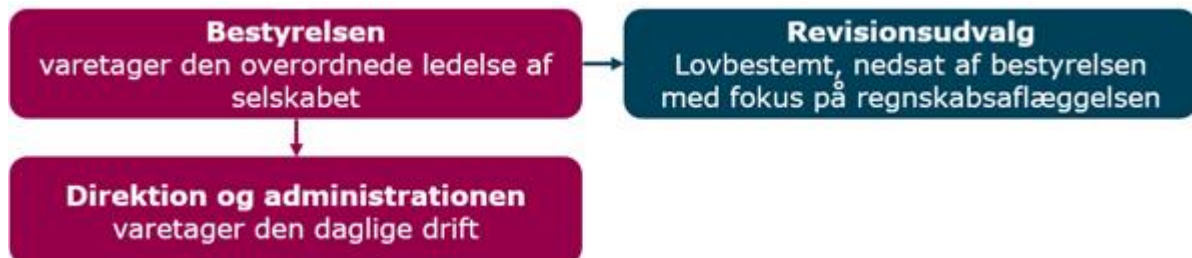 Bestyrelsen
varetager den overordnede ledelse af
selskabet
Revisionsudvalg
Lovbestemt, nedsat af bestyrelsen
med fokus på regnskabsaflæggelsen
Direktion og administrationen
varetager den daglige drift